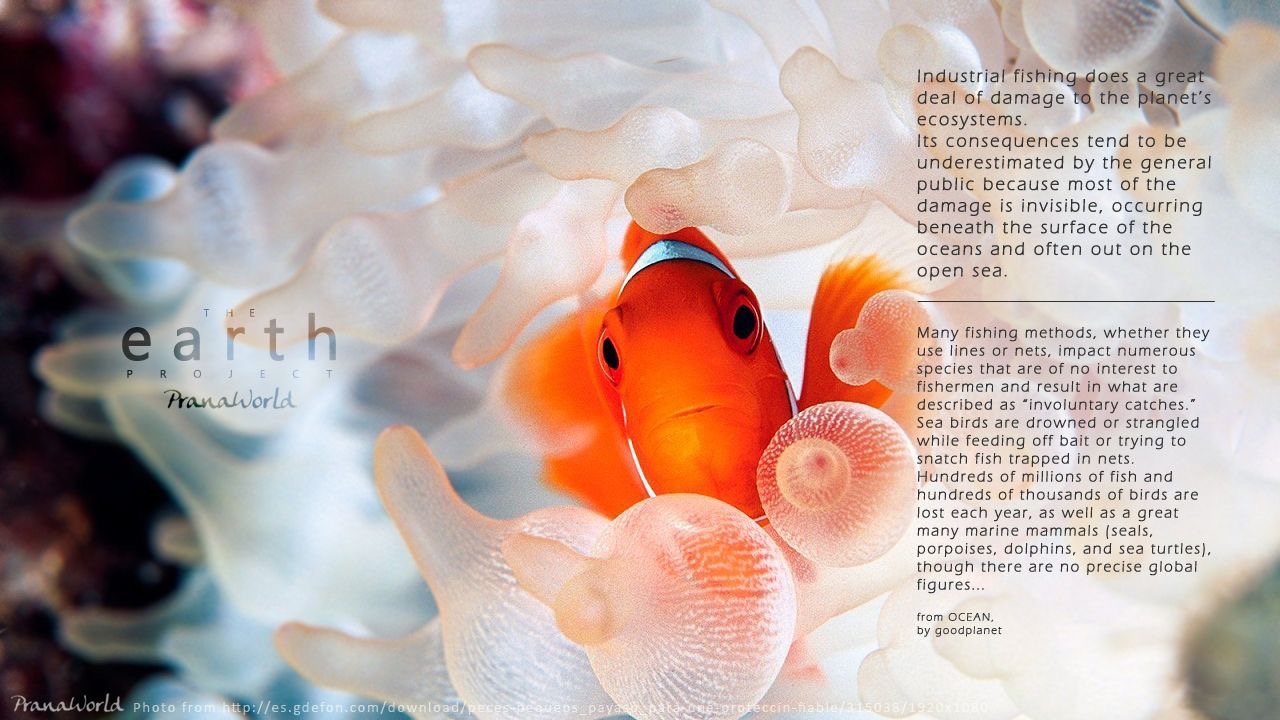 Industrial fishing does a great
deal of damage to the planet's
ecosystems.
Its consequences tend to be
underestimated by the general
public because most of the
damage is invisible, occurring
beneath the surface of the
oceans and often out on the
open sea.
Many fishing methods, whether they
use lines or nets, impact numerous
species that are of no interest to
fishermen and result in what are
described as “involuntary catches.”
Sea birds are drowned or strangled
while feeding off bait or trying to
snatch fish trapped in nets.
Hundreds of millions of fish and
hundreds of thousands of birds are
lost each year, as well as a great
many marine mammals (seals,
porpoises, dolphins, and sea turtles),
though there are no precise global
figures...
from OCEAN,
by goodplanet
THE
earth
PROJECT
PranaWorld
PranaWorld Photo from http://es.gdefon.com/download/peces-pequeos_payaso-para-one-proteccin-fiable/315038/1920x1080